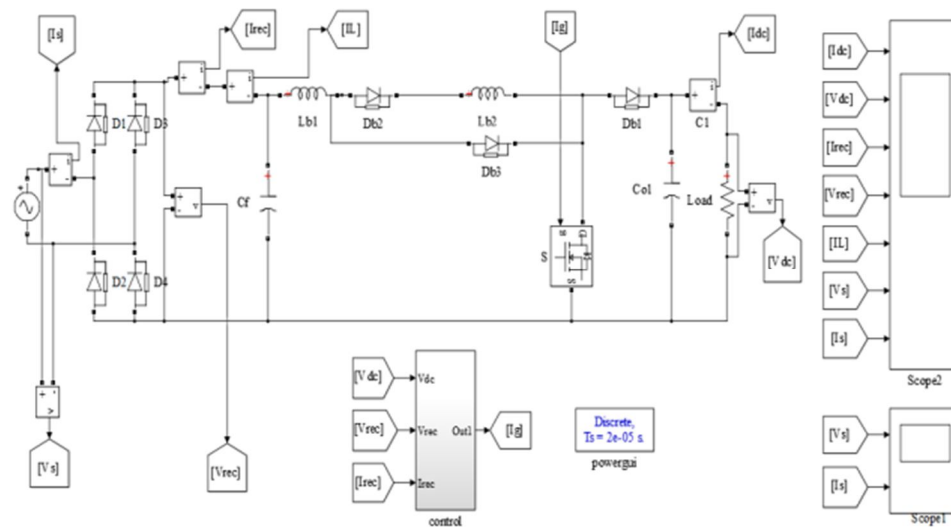 [Is]
[Irec]
[IL]
[Ig]
[Idc]
D1
D3
Lb1
Db2
Lb2
Db1
C1
Db3
Cf
Co1
Load
S
[Vdc]
D2
D4
[Vs]
[Vrec]
[Vdc]
[Vrec]
[Irec]
Vdc
Vrec
Irec
Out1
[Ig]
control
Discrete,
Ts = 2e-05 s.
powergui
[Idc]
[Vdc]
[Irec]
[Vrec]
[IL]
[Vs]
[Is]
Scope2
[Vs]
[Is]
Scope1